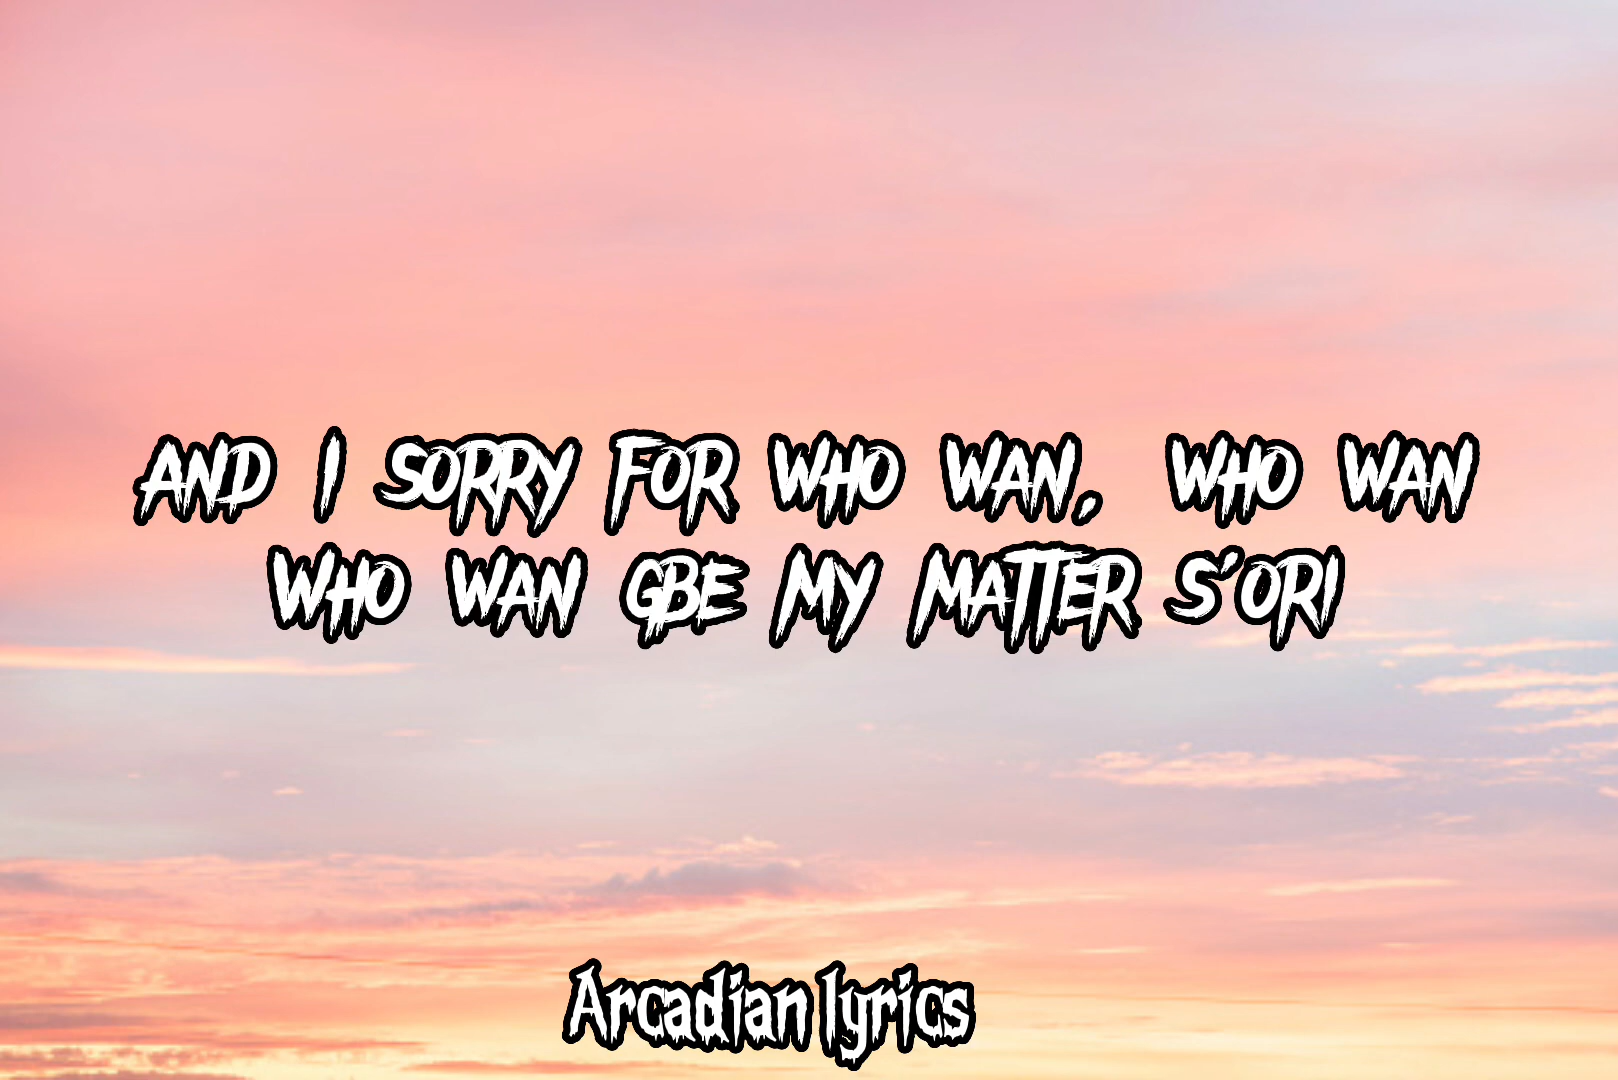 AND I SORRY FOR WHO WAN, WHO WAN
WHO WAN GBE MY MATTER S'ORI
Arcadian lyrics